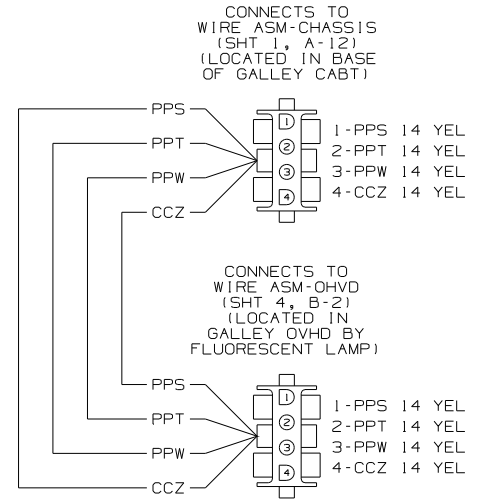 CONNECTS TO
WIRE ASM-CHASSIS
(SHT 1, A-12)
(LOCATED IN BASE
OF GALLEY CABT)
PPS
PPT
PPW
CCZ
1
2
3
4
1-PPS 14 YEL
2-PPT 14 YEL
3-PPW 14 YEL
4-CCZ 14 YEL
CONNECTS TO
WIRE ASM-OHVD
(SHT 4, B-2)
(LOCATED IN
GALLEY OVHD BY
FLUORESCENT LAMP)
PPS
PPT
PPW
CCZ
1
2
3
4
1-PPS 14 YEL
2-PPT 14 YEL
3-PPW 14 YEL
4-CCZ 14 YEL